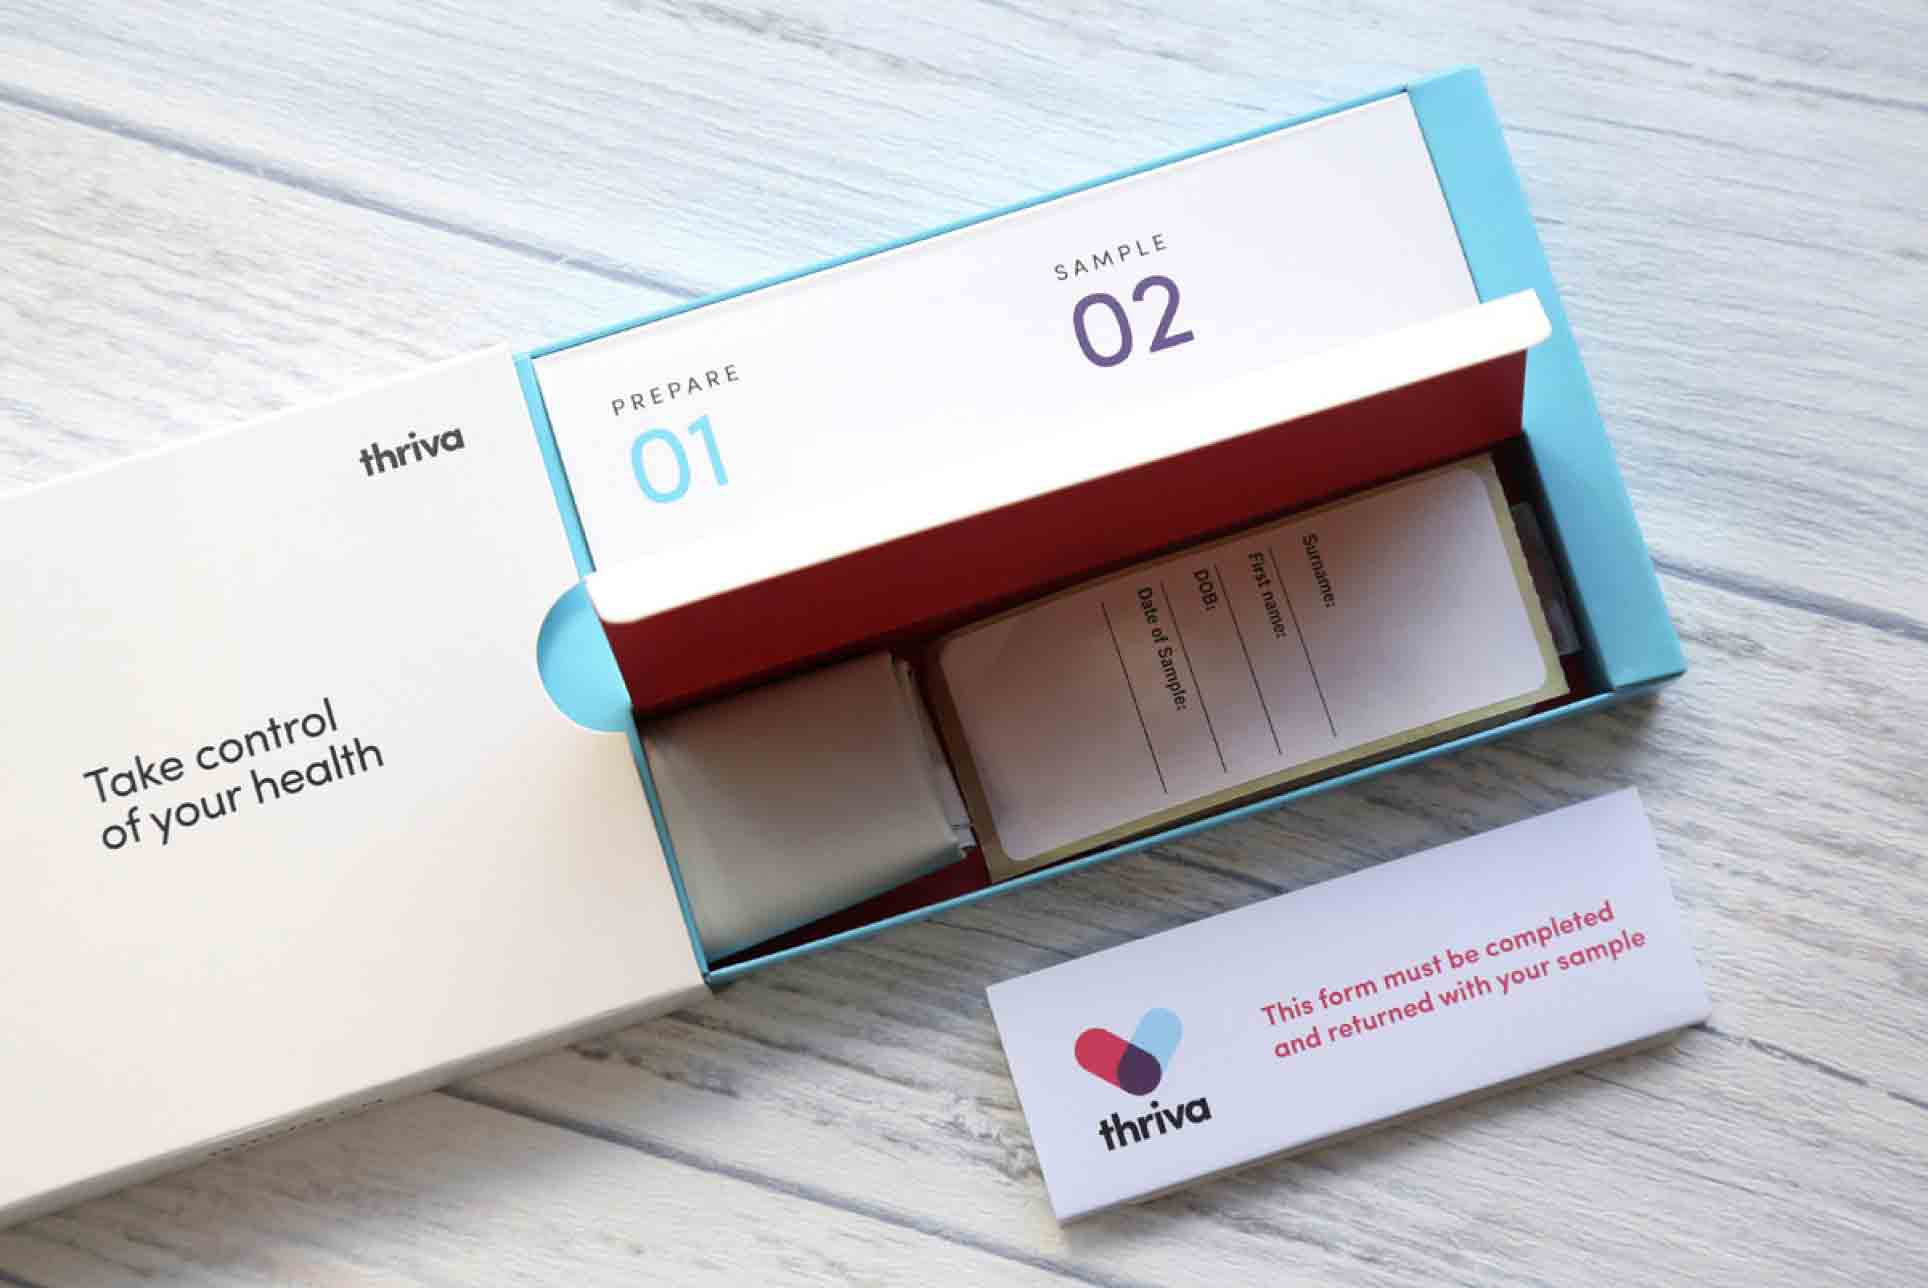 thriva
Take control
of your health
PREPARE
01
SAMPLE
02
Surname:
First name:
DOB:
Date of Sample:
This form must be completed
and returned with your sample
thriva